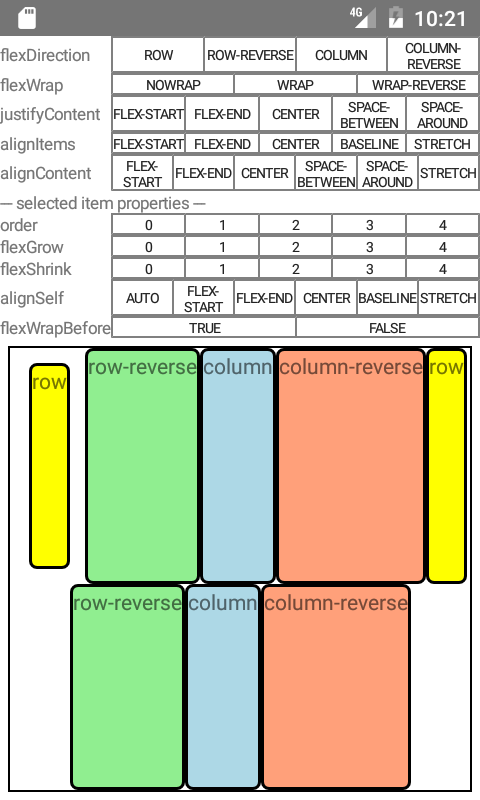 4G 10:21
flexDirection ROW ROW-REVERSE COLUMN COLUMN-REVERSE
flexWrap NOWRAP WRAP WRAP-REVERSE
justifyContent FLEX-START FLEX-END CENTER SPACE-BETWEEN SPACE-AROUND
alignItems FLEX-START FLEX-END CENTER BASELINE STRETCH
alignContent FLEX-START FLEX-END CENTER SPACE-BETWEEN SPACE-AROUND STRETCH
— selected item properties —
order 0 1 2 3 4
flexGrow 0 1 2 3 4
flexShrink 0 1 2 3 4
alignSelf AUTO FLEX-START FLEX-END CENTER BASELINE STRETCH
flexWrapBefore TRUE FALSE
row row-reverse column column-reverse row
row-reverse column column-reverse